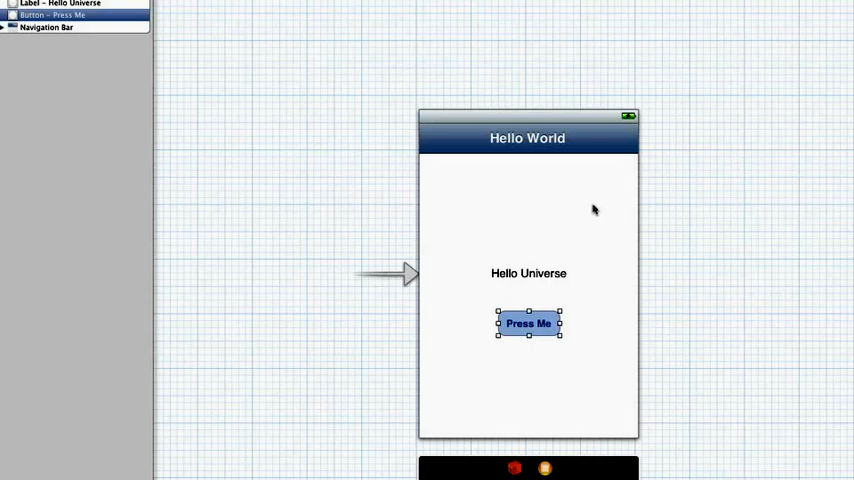 Label - Hello Universe
Button - Press Me
Navigation Bar
Hello World
Hello Universe
Press Me